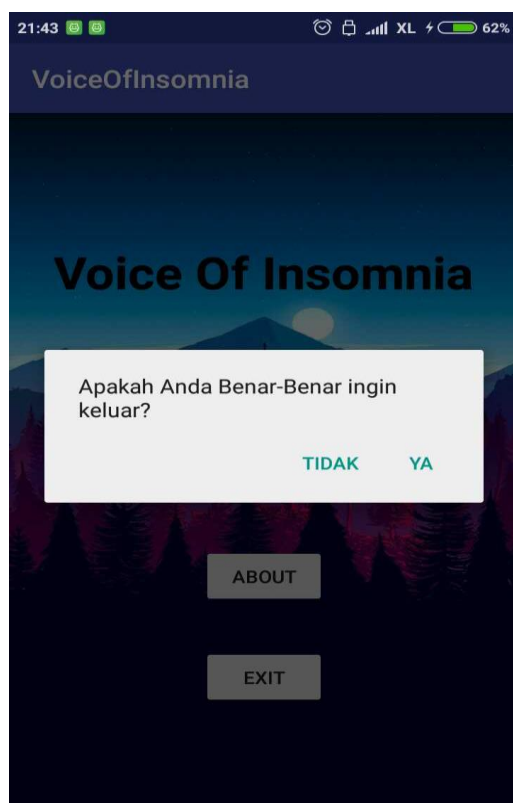 21:43 XL 62%
VoiceOfInsomnia
Voice Of Insomnia
Apakah Anda Benar-Benar ingin
keluar?
TIDAK YA
ABOUT
EXIT